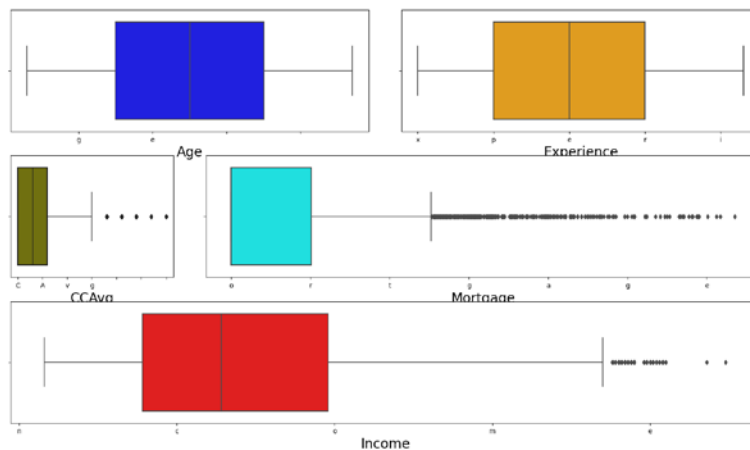 g e
Age
x p e r i
Experience
C A v g
CCAvg
o r t g a g e
Mortgage
n c o m e
Income